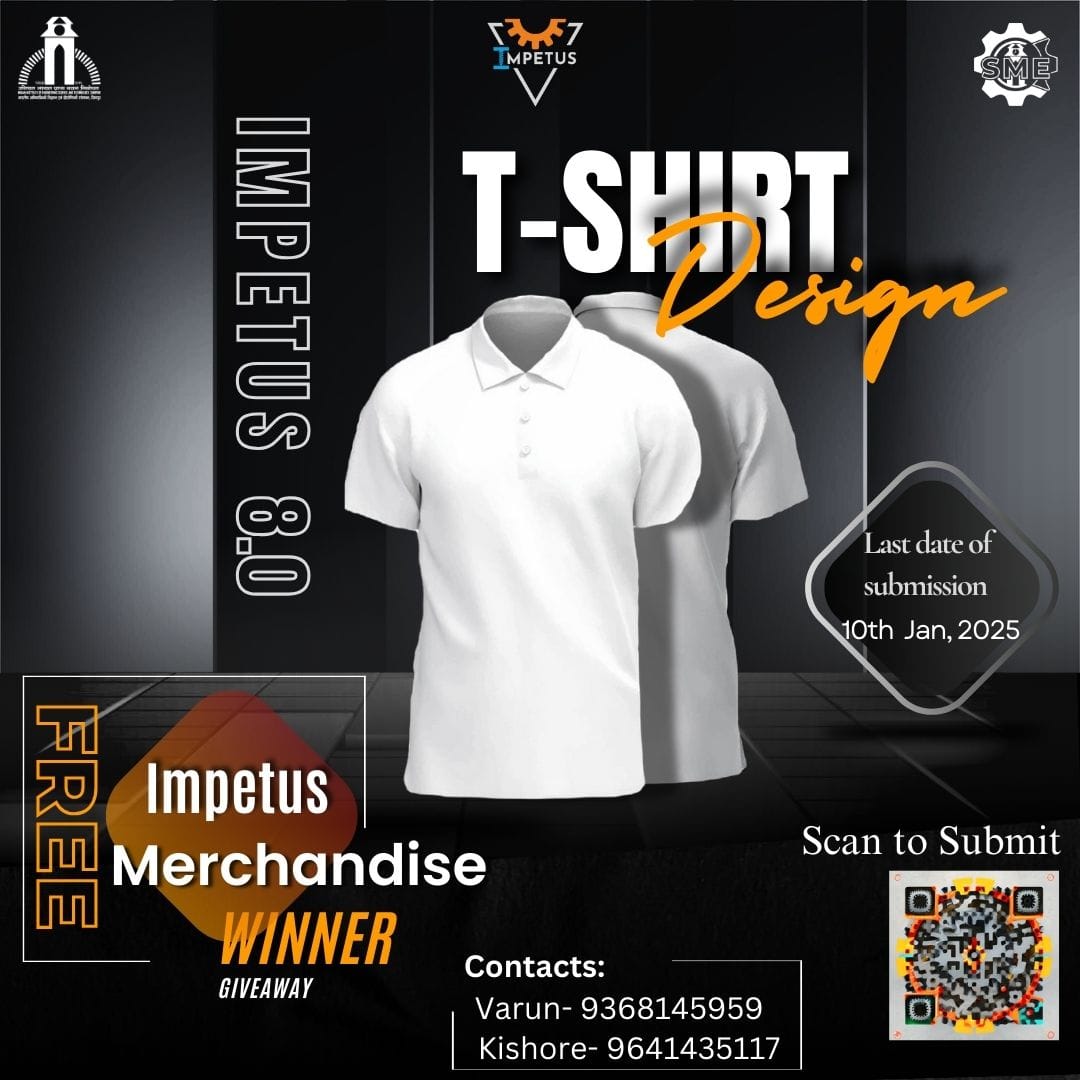 IMPETUS
SME
IMPETUS 8.0
T-SHIRT
Design
Last date of
submission
10th Jan, 2025
FREE
Impetus
Merchandise
WINNER
GIVEAWAY
Scan to Submit
Contacts:
Varun- 9368145959
Kishore- 9641435117